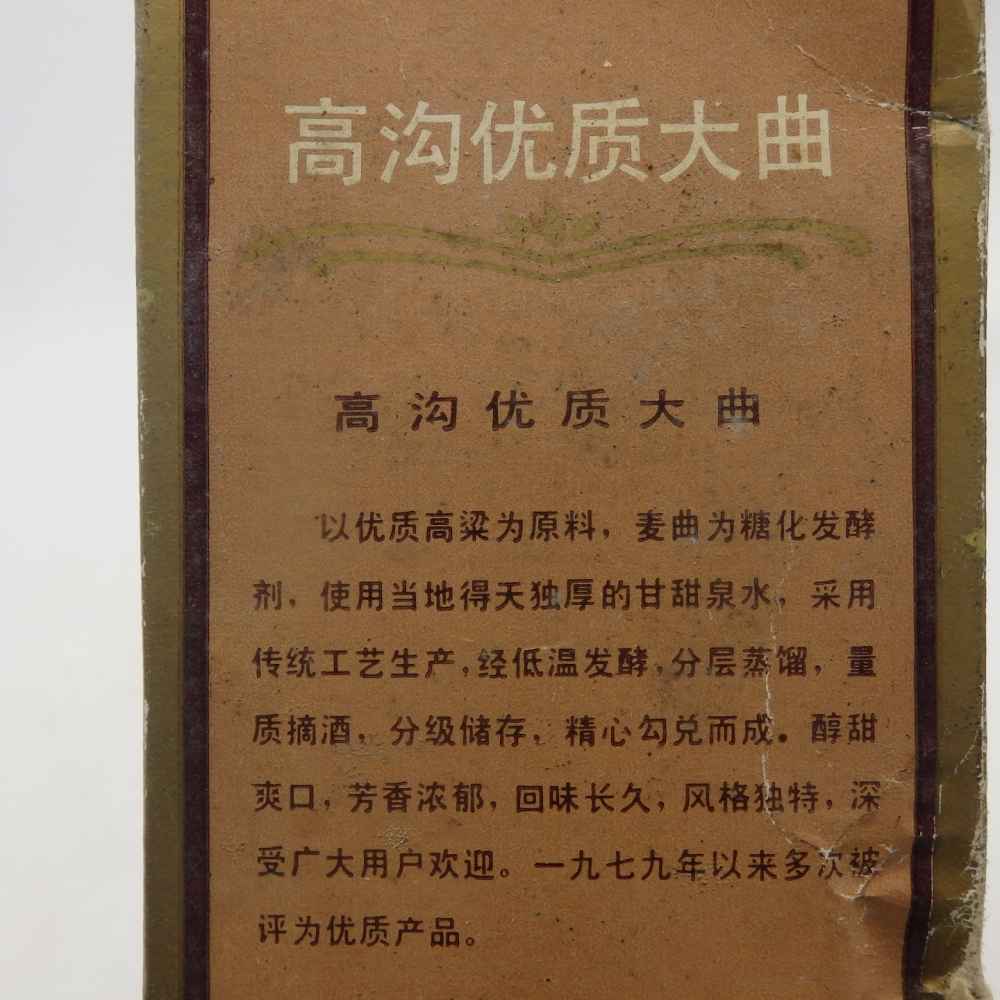 高沟优质大曲
高沟优质大曲
以优质高粱为原料，麦曲为糖化发酵
剂，使用当地得天独厚的甘甜泉水，采用
传统工艺生产，经低温发酵，分层蒸馏，量
质摘酒，分级储存，精心勾兑而成。醇甜
爽口，芳香浓郁，回味长久，风格独特，深
受广大用户欢迎。一九七九年以来多次被
评为优质产品。